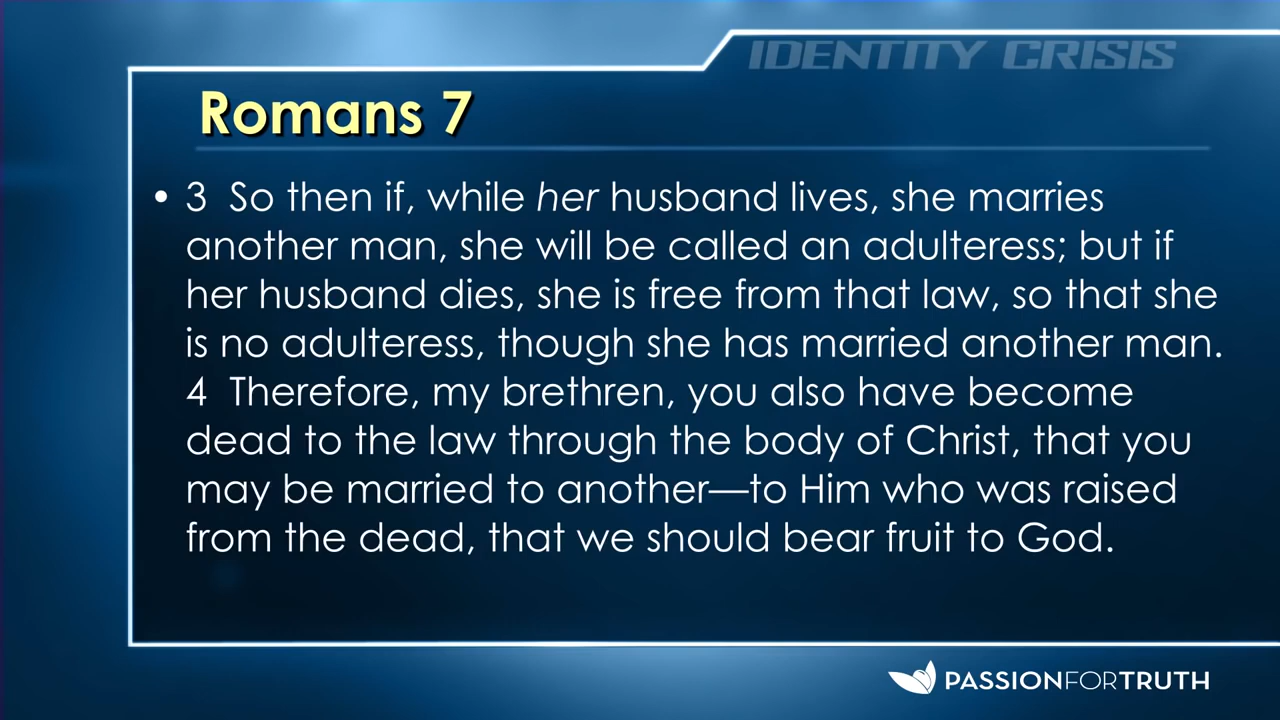 IDENTITY CRISIS
Romans 7
• 3 So then if, while her husband lives, she marries
another man, she will be called an adulteress; but if
her husband dies, she is free from that law, so that she
is no adulteress, though she has married another man.
4 Therefore, my brethren, you also have become
dead to the law through the body of Christ, that you
may be married to another—to Him who was raised
from the dead, that we should bear fruit to God.
PASSIONFORTRUTH